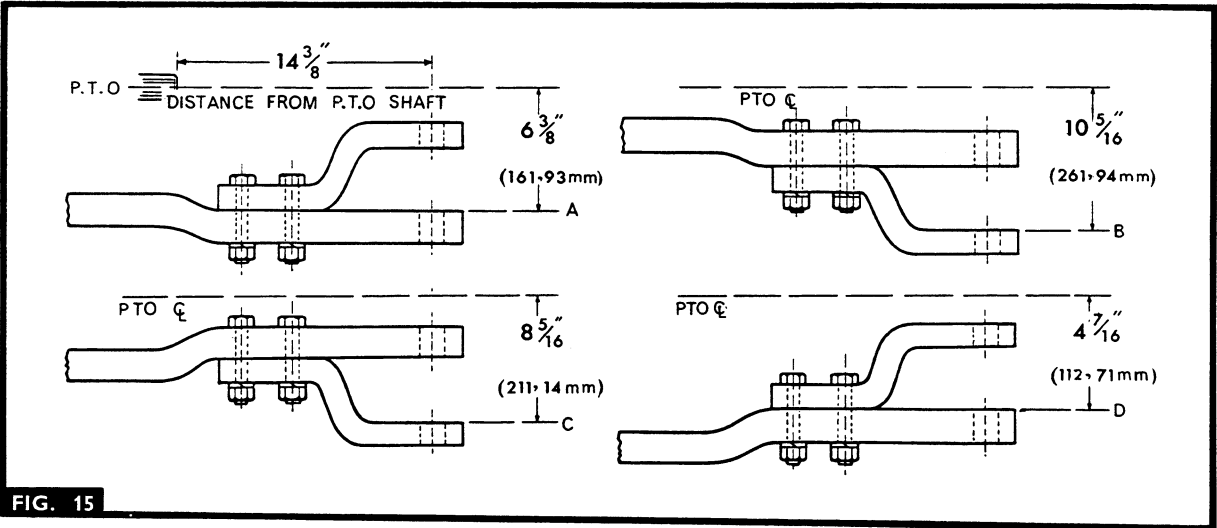 14 3/8"
P.T.O
DISTANCE FROM P.T.O SHAFT
6 3/8"
(161,93mm)
A
PTO ℄
10 5/16"
(261,94mm)
B
PTO ℄
8 5/16"
(211,14mm)
C
PTO ℄
4 7/16"
(112,71mm)
D
FIG. 15